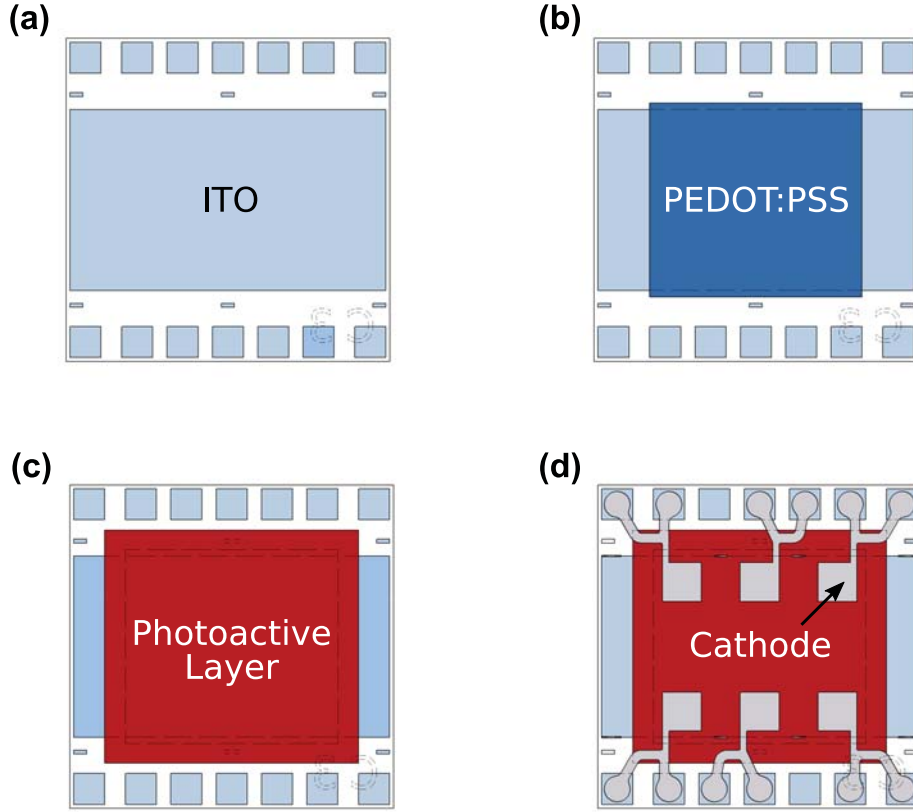 (a)
(b)
ITO
PEDOT:PSS
(c)
(d)
Photoactive
Layer
Cathode